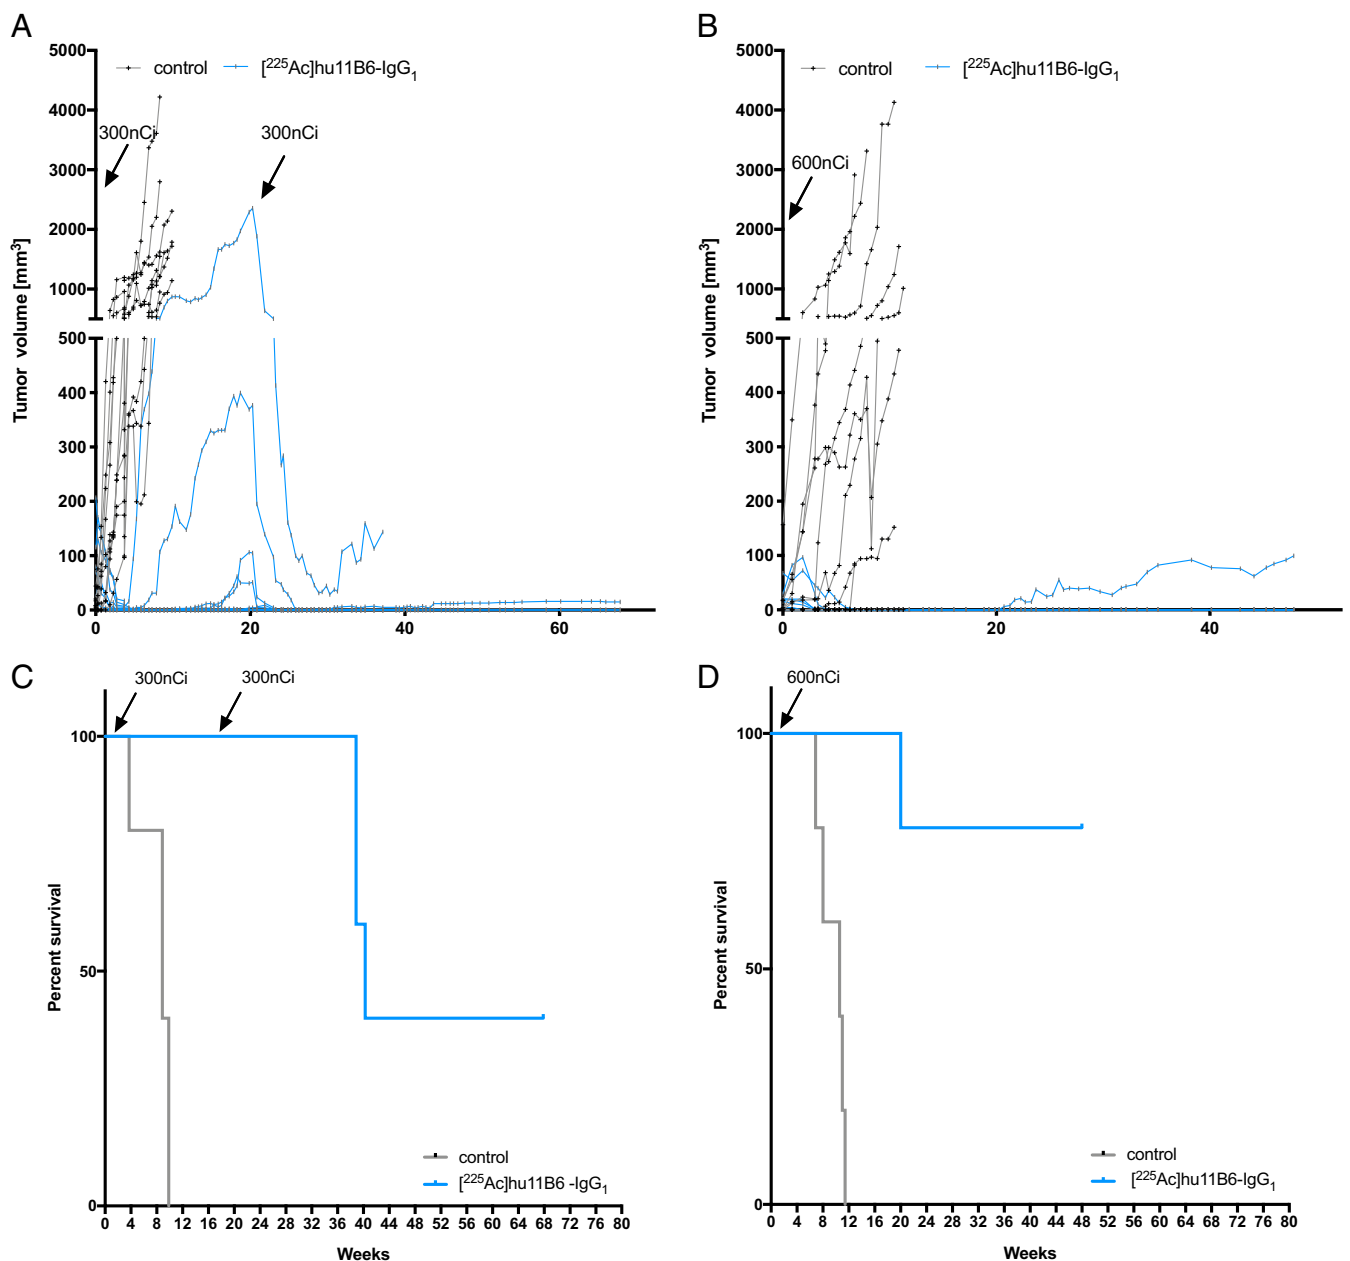 A
control [²²⁵Ac]hu11B6-IgG₁
300nCi 300nCi
Tumor volume [mm³]
5000
4000
3000
2000
1000
500
400
300
200
100
0
0 20 40 60
B
control [²²⁵Ac]hu11B6-IgG₁
600nCi
Tumor volume [mm³]
5000
4000
3000
2000
1000
500
400
300
200
100
0
0 20 40
C
300nCi 300nCi
Percent survival
100
50
0
control
[²²⁵Ac]hu11B6 -IgG₁
0 4 8 12 16 20 24 28 32 36 40 44 48 52 56 60 64 68 72 76 80
Weeks
D
600nCi
Percent survival
100
50
0
control
[²²⁵Ac]hu11B6-IgG₁
0 4 8 12 16 20 24 28 32 36 40 44 48 52 56 60 64 68 72 76 80
Weeks